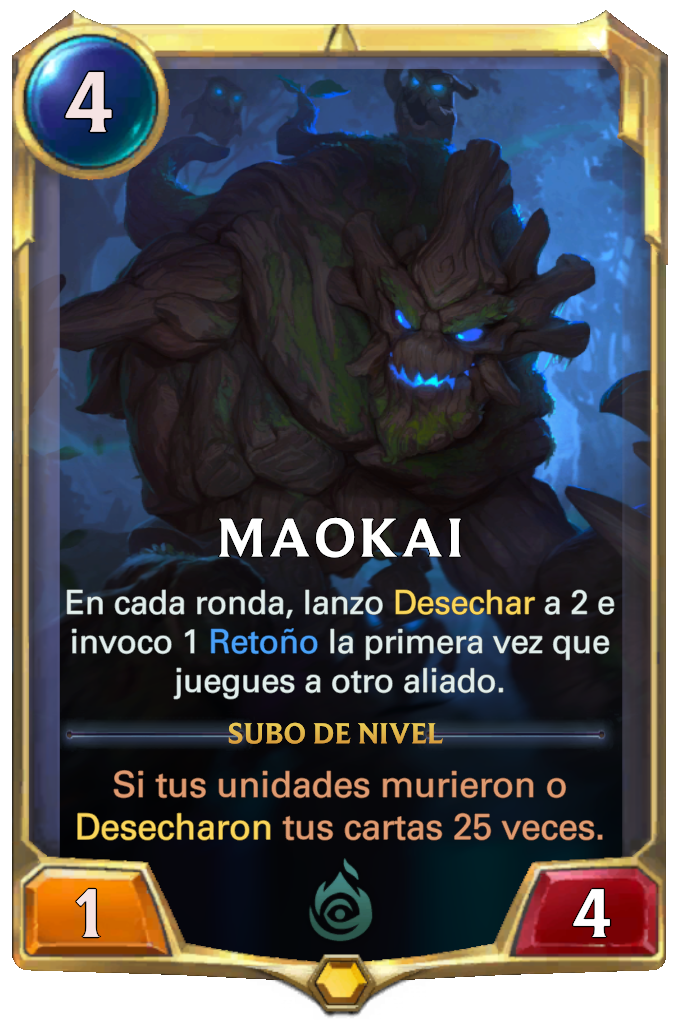 4
MAOKAI
En cada ronda, lanzo Desechar a 2 e
invoco 1 Retoño la primera vez que
juegues a otro aliado.
SUBO DE NIVEL
Si tus unidades murieron o
Desecharon tus cartas 25 veces.
1
4